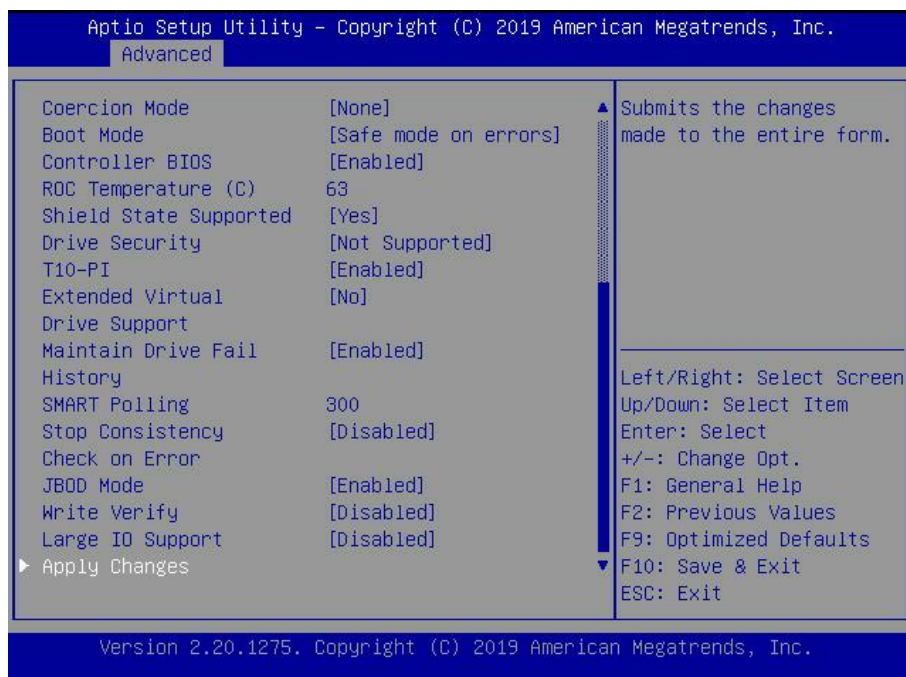 Aptio Setup Utility – Copyright (C) 2019 American Megatrends, Inc.
Advanced
Coercion Mode [None]
Boot Mode [Safe mode on errors]
Controller BIOS [Enabled]
ROC Temperature (C) 63
Shield State Supported [Yes]
Drive Security [Not Supported]
T10-PI [Enabled]
Extended Virtual [No]
Drive Support
Maintain Drive Fail [Enabled]
History
SMART Polling 300
Stop Consistency [Disabled]
Check on Error
JBOD Mode [Enabled]
Write Verify [Disabled]
Large IO Support [Disabled]
Apply Changes
Submits the changes
made to the entire form.
Left/Right: Select Screen
Up/Down: Select Item
Enter: Select
+/-: Change Opt.
F1: General Help
F2: Previous Values
F9: Optimized Defaults
F10: Save & Exit
ESC: Exit
Version 2.20.1275. Copyright (C) 2019 American Megatrends, Inc.